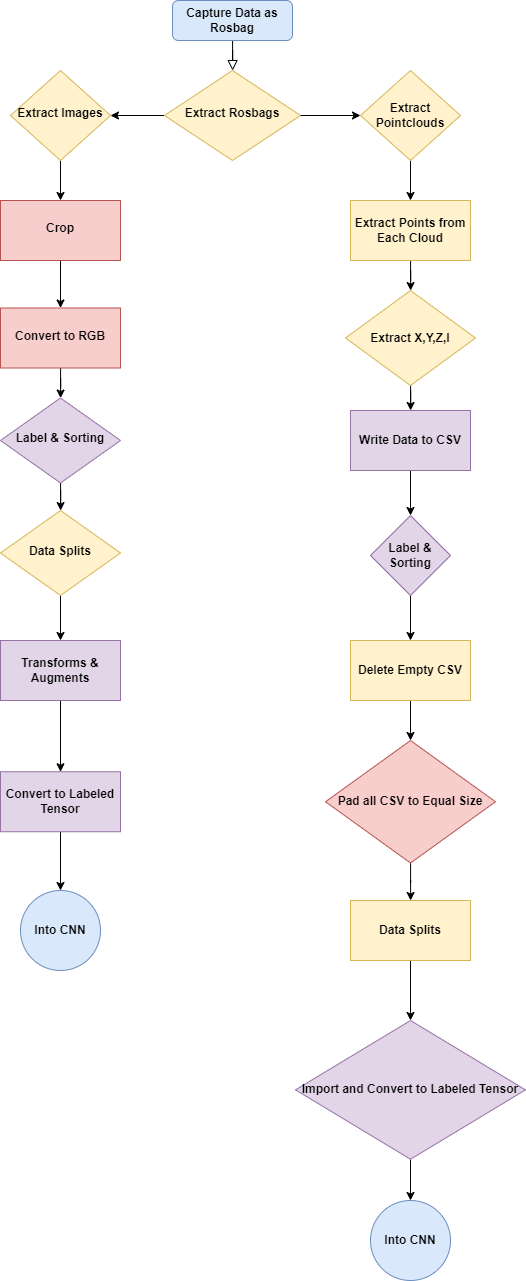 Capture Data as
Rosbag
Extract Images
Extract Rosbags
Extract
Pointclouds
Crop
Extract Points from
Each Cloud
Convert to RGB
Extract X,Y,Z,I
Label & Sorting
Write Data to CSV
Data Splits
Label &
Sorting
Transforms &
Augments
Delete Empty CSV
Convert to Labeled
Tensor
Pad all CSV to Equal Size
Into CNN
Data Splits
Import and Convert to Labeled Tensor
Into CNN